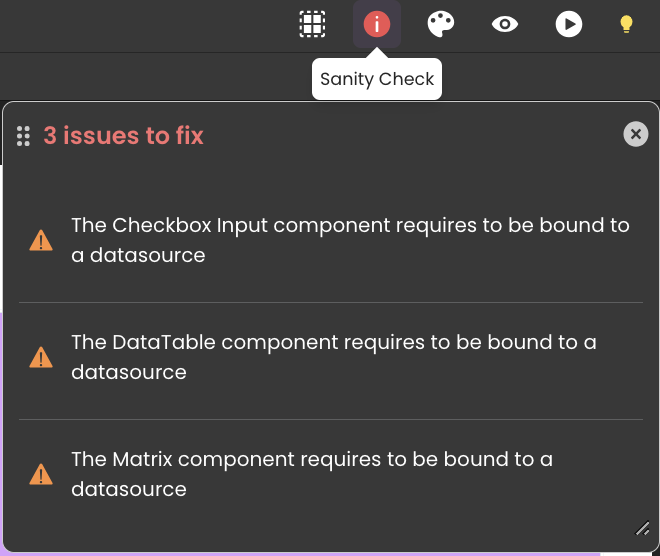 Sanity Check
3 issues to fix
The Checkbox Input component requires to be bound to
a datasource
The DataTable component requires to be bound to a
datasource
The Matrix component requires to be bound to a
datasource